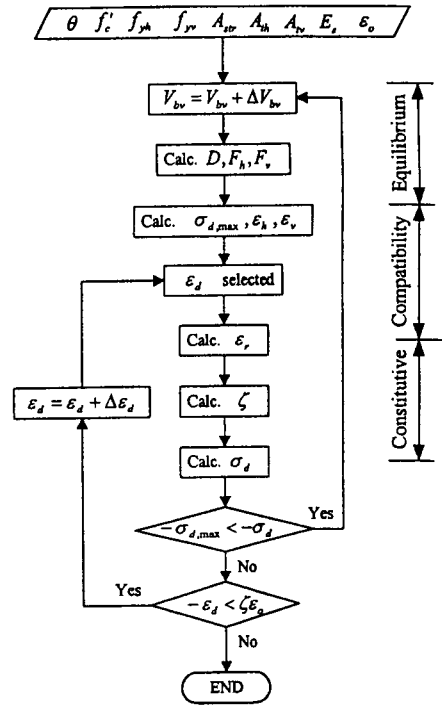 θ f'c fyh fyv Astr Ath Atv Es εo
Vbv = Vbv + ΔVbv
Calc. D, Fh, Fv
Calc. σd,max , εh , εv
εd selected
Calc. εr
εd = εd + Δεd
Calc. ζ
Calc. σd
-σd,max < -σd
Yes
No
Yes
-εd < ζεo
No
END
Equilibrium
Compatibility
Constitutive